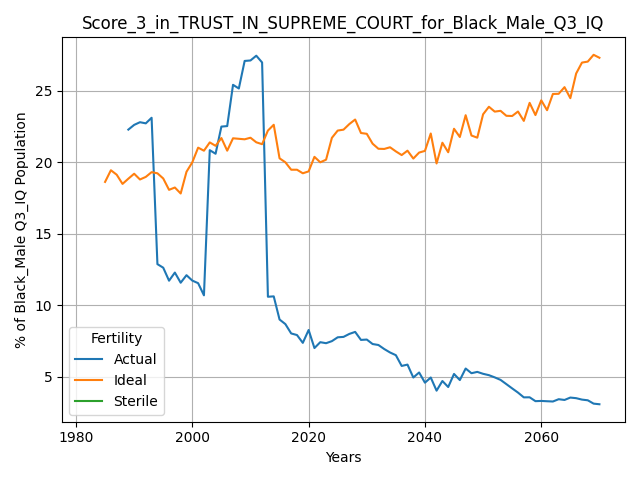 Score_3_in_TRUST_IN_SUPREME_COURT_for_Black_Male_Q3_IQ
% of Black_Male Q3_IQ Population
25
20
15
10
5
Fertility
Actual
Ideal
Sterile
1980
2000
2020
2040
2060
Years